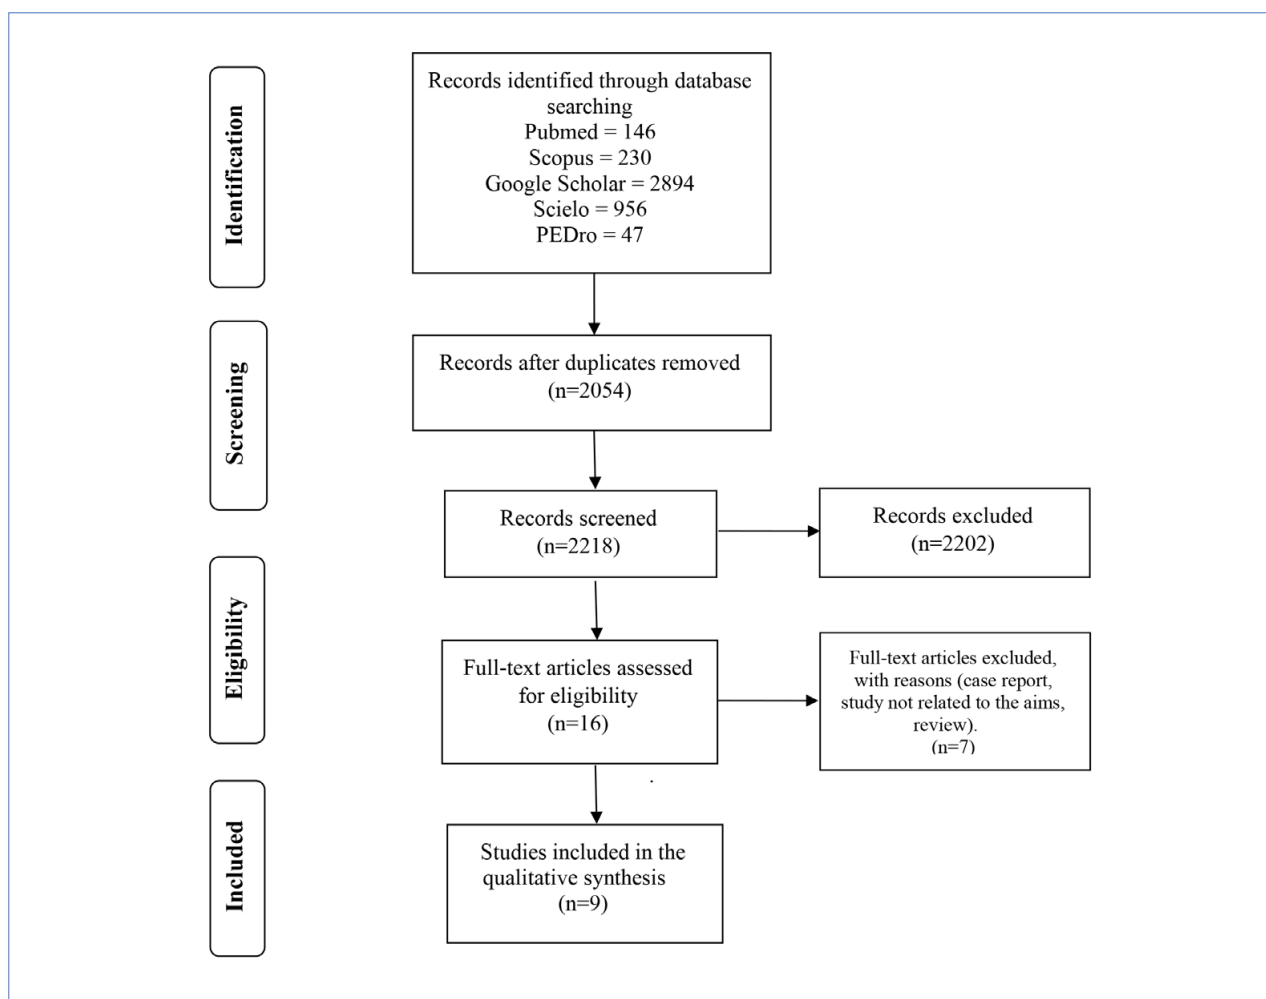 Identification
Records identified through database
searching
Pubmed = 146
Scopus = 230
Google Scholar = 2894
Scielo = 956
PEDro = 47
Screening
Records after duplicates removed
(n=2054)
Records screened
(n=2218)
Records excluded
(n=2202)
Eligibility
Full-text articles assessed
for eligibility
(n=16)
Full-text articles excluded,
with reasons (case report,
study not related to the aims,
review).
(n=7)
Included
Studies included in the
qualitative synthesis
(n=9)